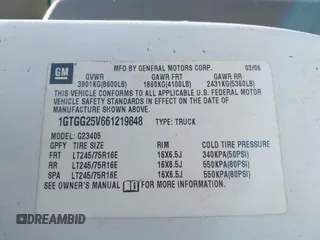 GM
MFD BY GENERAL MOTORS CORP. 03/06
GVWR GAWR FRT GAWR RR
3901KG(8600LB) 1860KG(4100LB) 2431KG(5360LB)
THIS VEHICLE CONFORMS TO ALL APPLICABLE U.S. FEDERAL
MOTOR VEHICLE SAFETY STANDARDS IN EFFECT ON THE DATE
OF MANUFACTURE SHOWN ABOVE.
1GTGG25V661219848 TYPE: TRUCK
MODEL: G23405
GPFY TIRE SIZE RIM COLD TIRE PRESSURE
FRT LT245/75R16E 16X6.5J 340KPA(50PSI)
RR LT245/75R16E 16X6.5J 550KPA(80PSI)
SPA LT245/75R16E 16X6.5J 550KPA(80PSI)
SEE OWNER'S MANUAL FOR ADDITIONAL INFORMATION.